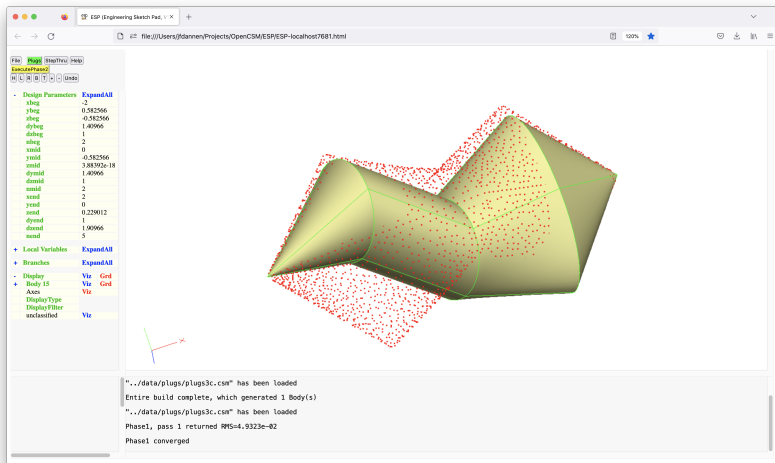 ESP (Engineering Sketch Pad, V
file:///Users/jfdannen/Projects/OpenCSM/ESP/ESP-localhost7681.html
120%
File Plugs StepThru Help
ExecutePhase2
H L R B T + - Undo
- Design Parameters ExpandAll
xbeg -2
ybeg 0.582566
zbeg -0.582566
dybeg 1.40966
dzbeg 1
nbeg 2
xmid 0
ymid -0.582566
zmid 3.88392e-18
dymid 1.40966
dzmid 1
nmid 2
xend 2
yend 0
zend 0.229012
dyend 1
dzend 1.90966
nend 5
+ Local Variables ExpandAll
+ Branches ExpandAll
- Display Viz Grd
+ Body 15 Viz Grd
Axes Viz
DisplayType
DisplayFilter
unclassified Viz
"../data/plugs/plugs3c.csm" has been loaded
Entire build complete, which generated 1 Body(s)
"../data/plugs/plugs3c.csm" has been loaded
Phase1, pass 1 returned RMS=4.9323e-02
Phase1 converged